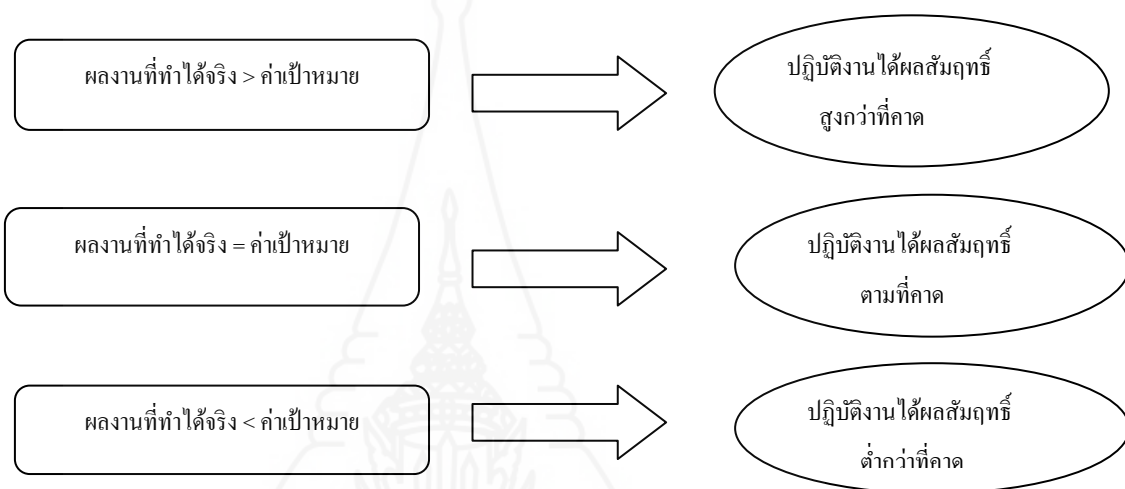 ผลงานที่ทำได้จริง > ค่าเป้าหมาย
ปฏิบัติงานได้ผลสัมฤทธิ์
สูงกว่าที่คาด
ผลงานที่ทำได้จริง = ค่าเป้าหมาย
ปฏิบัติงานได้ผลสัมฤทธิ์
ตามที่คาด
ผลงานที่ทำได้จริง < ค่าเป้าหมาย
ปฏิบัติงานได้ผลสัมฤทธิ์
ต่ำกว่าที่คาด